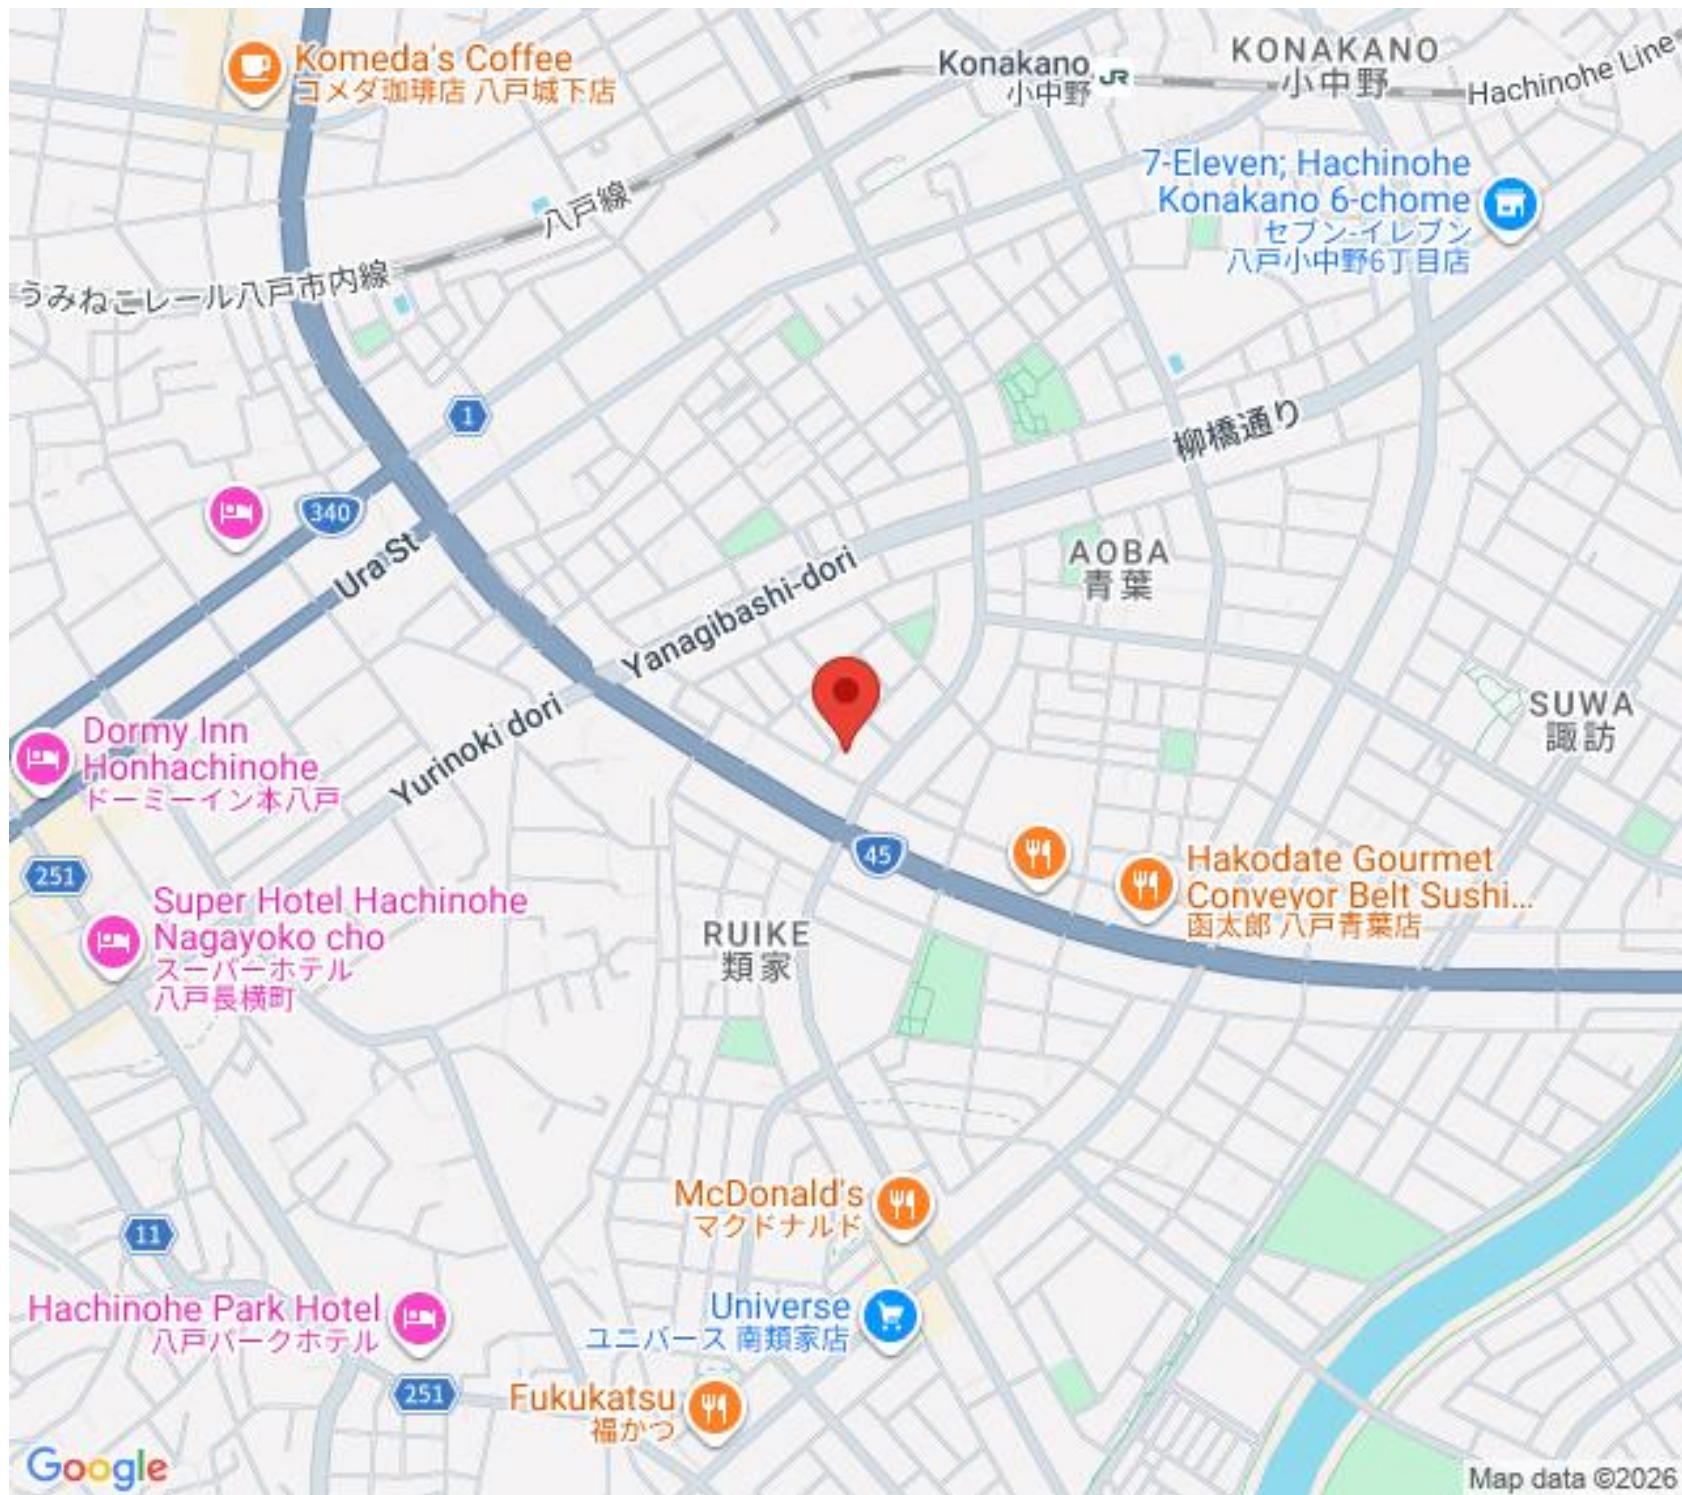 Komeda's Coffee
コメダ珈琲店 八戸城下店
Konakano
小中野
JR
KONAKANO
小中野
Hachinohe Line
7-Eleven; Hachinohe
Konakano 6-chome
セブン-イレブン
八戸小中野6丁目店
八戸線
うみねこレール八戸市内線
1
柳橋通り
340
Ura St
AOBA
青葉
Yanagibashi-dori
Yurinoki dori
SUWA
諏訪
Dormy Inn
Honhachinohe
ドーミーイン本八戸
45
251
Hakodate Gourmet
Conveyor Belt Sushi...
函太郎 八戸青葉店
Super Hotel Hachinohe
Nagayoko cho
スーパーホテル
八戸長横町
RUIKE
類家
McDonald's
マクドナルド
11
Hachinohe Park Hotel
八戸パークホテル
Universe
ユニバース 南類家店
251
Fukukatsu
福かつ
Google
Map data ©2026